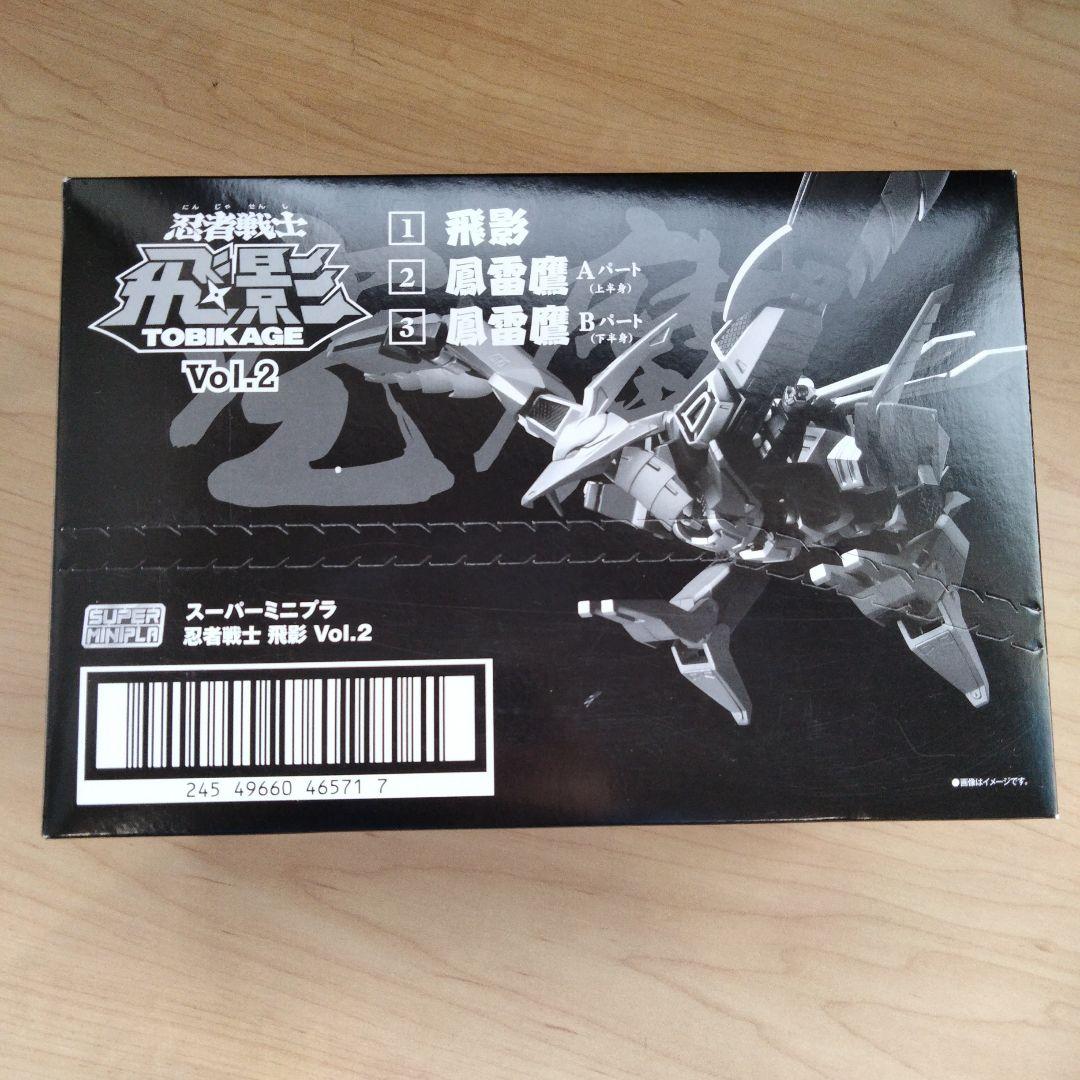 にんじゃせんし
忍者戦士
飛影
TOBIKAGE
Vol.2
1 飛影
2 鳳雷鷹 Aパート
(上半身)
3 鳳雷鷹 Bパート
(下半身)
SUPER
MINIPLA
スーパーミニプラ
忍者戦士 飛影 Vol.2
245 49660 46571 7
●画像はイメージです。